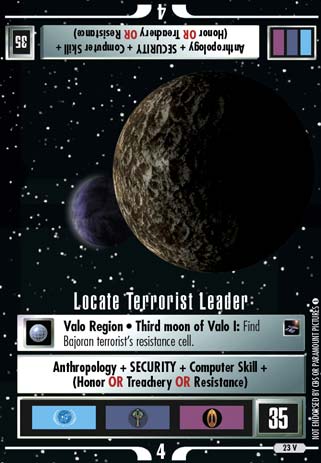 4
Anthropology + SECURITY + Computer Skill +
(Honor OR Treachery OR Resistance)
35
Locate Terrorist Leader
Valo Region • Third moon of Valo I: Find
Bajoran terrorist's resistance cell.
Anthropology + SECURITY + Computer Skill +
(Honor OR Treachery OR Resistance)
35
4
23 V
NOT ENDORSED BY CBS OR PARAMOUNT PICTURES